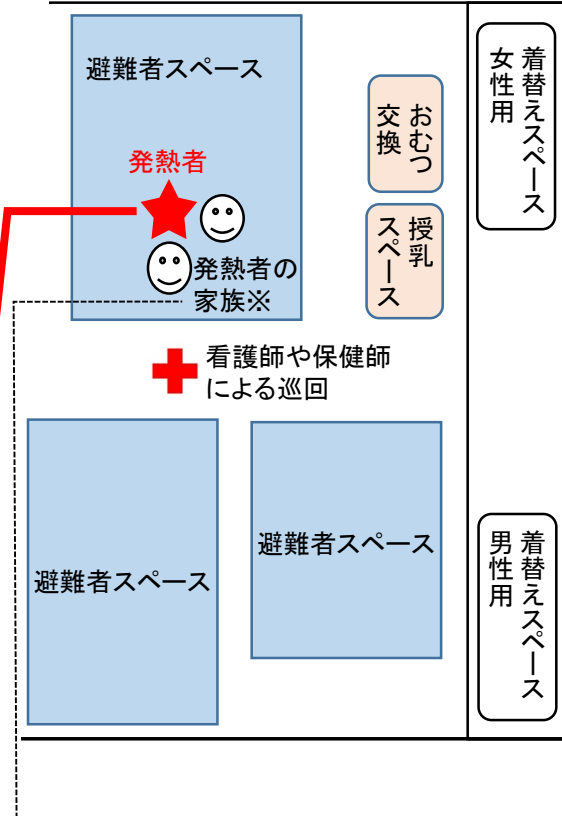 避難者スペース
発熱者
発熱者の
家族※
おむつ
交換
授乳
スペース
着替えスペース
女性用
看護師や保健師
による巡回
避難者スペース
避難者スペース
着替えスペース
男性用